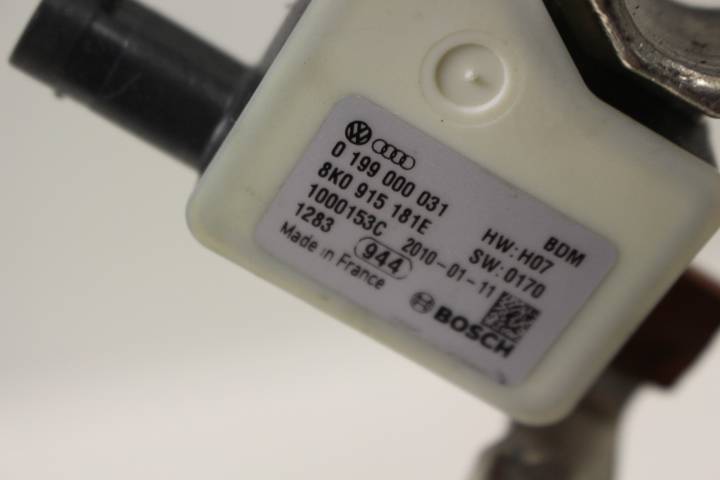 0 199 000 031
8K0 915 181E BDM
1000153C HW:H07
1283 944 2010-01-11 SW:0170
Made in France
BOSCH